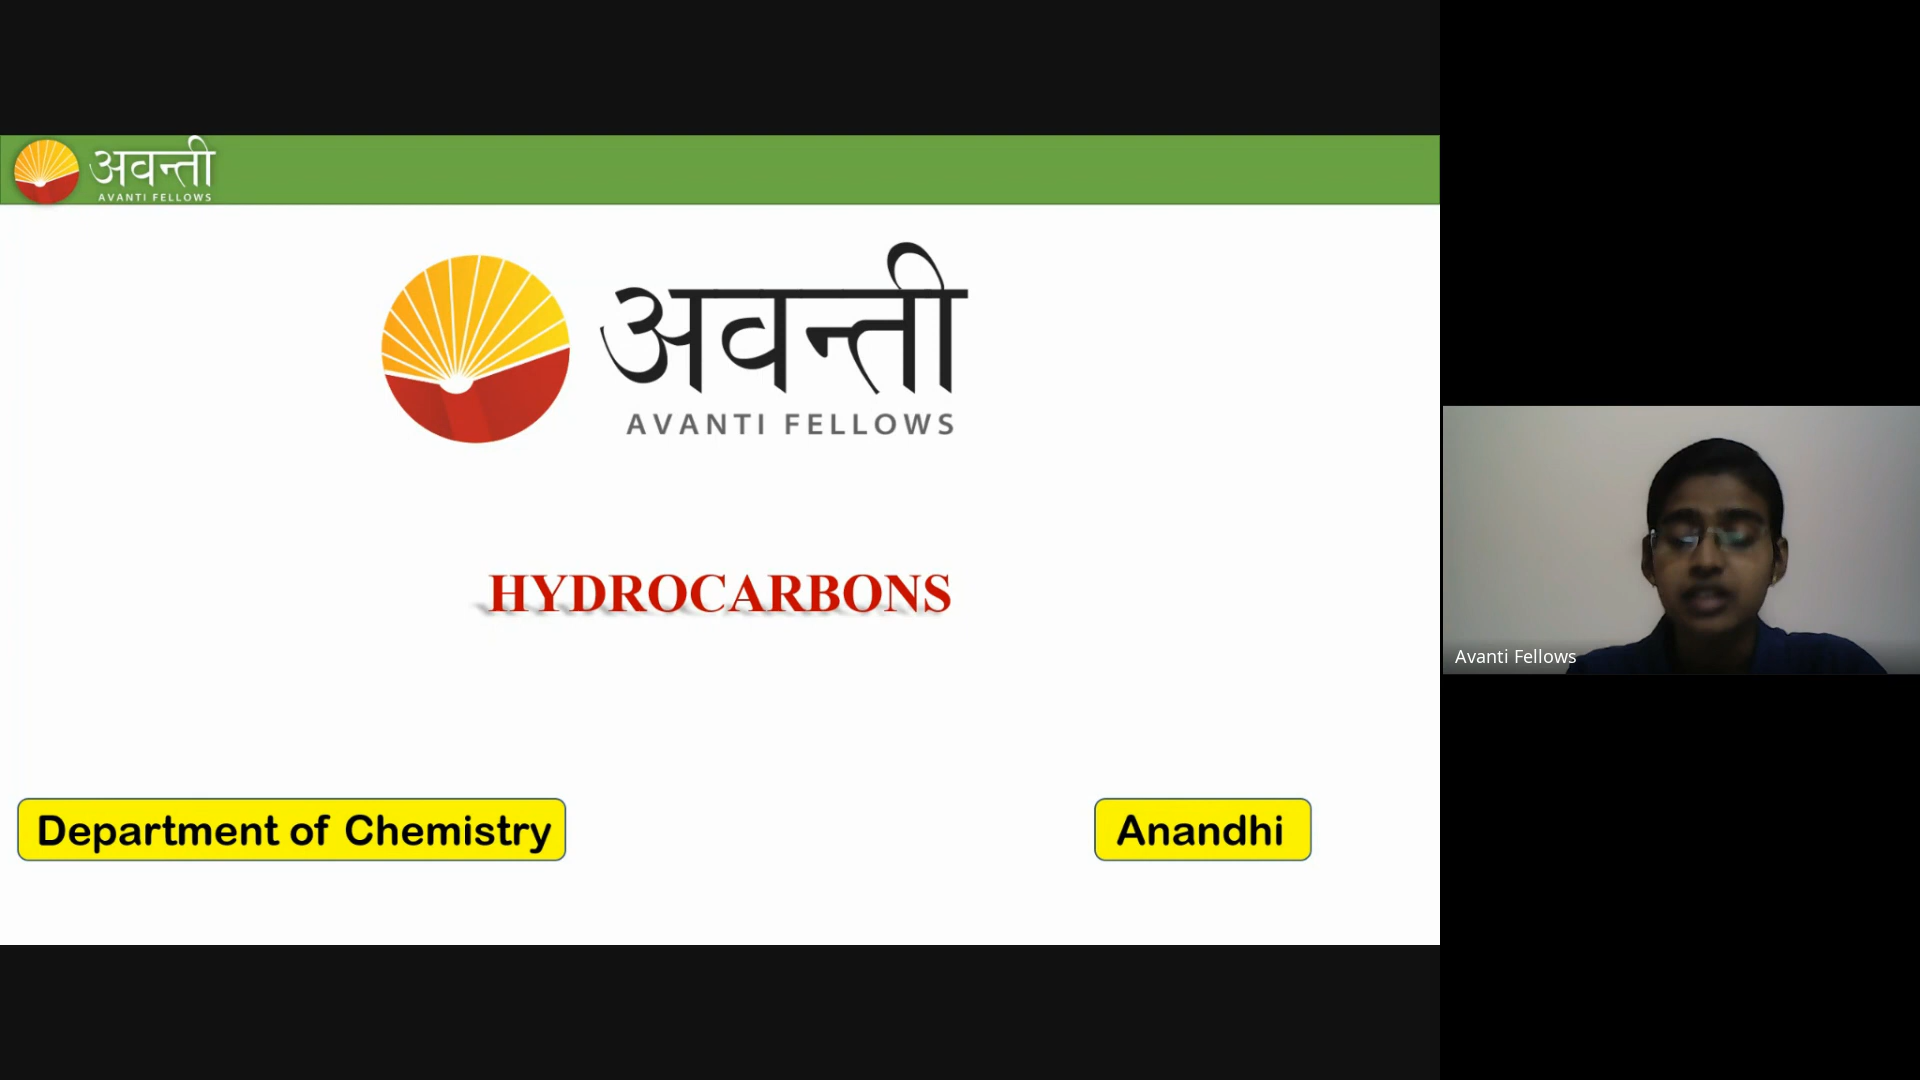 अवन्ती
AVANTI FELLOWS
अवन्ती
AVANTI FELLOWS
HYDROCARBONS
Department of Chemistry
Anandhi
Avanti Fellows